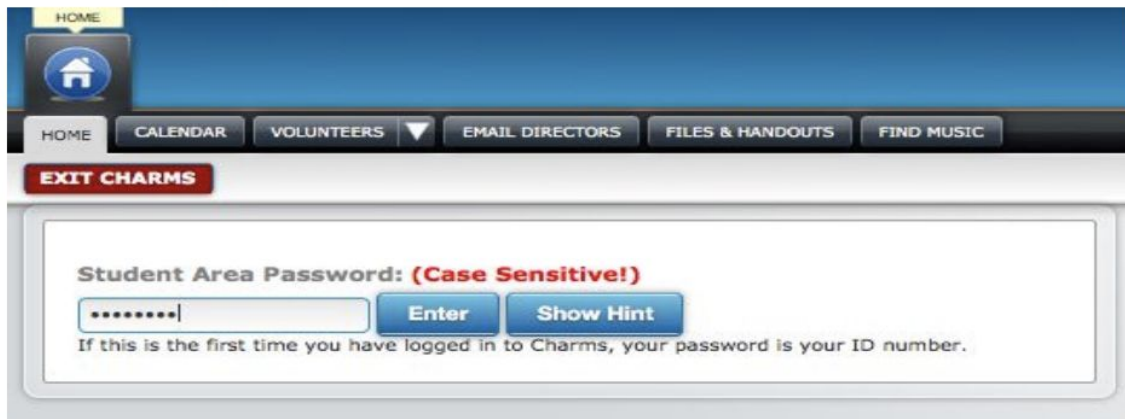 HOME
HOME CALENDAR VOLUNTEERS EMAIL DIRECTORS FILES & HANDOUTS FIND MUSIC
EXIT CHARMS
Student Area Password: (Case Sensitive!)
•••••••• Enter Show Hint
If this is the first time you have logged in to Charms, your password is your ID number.